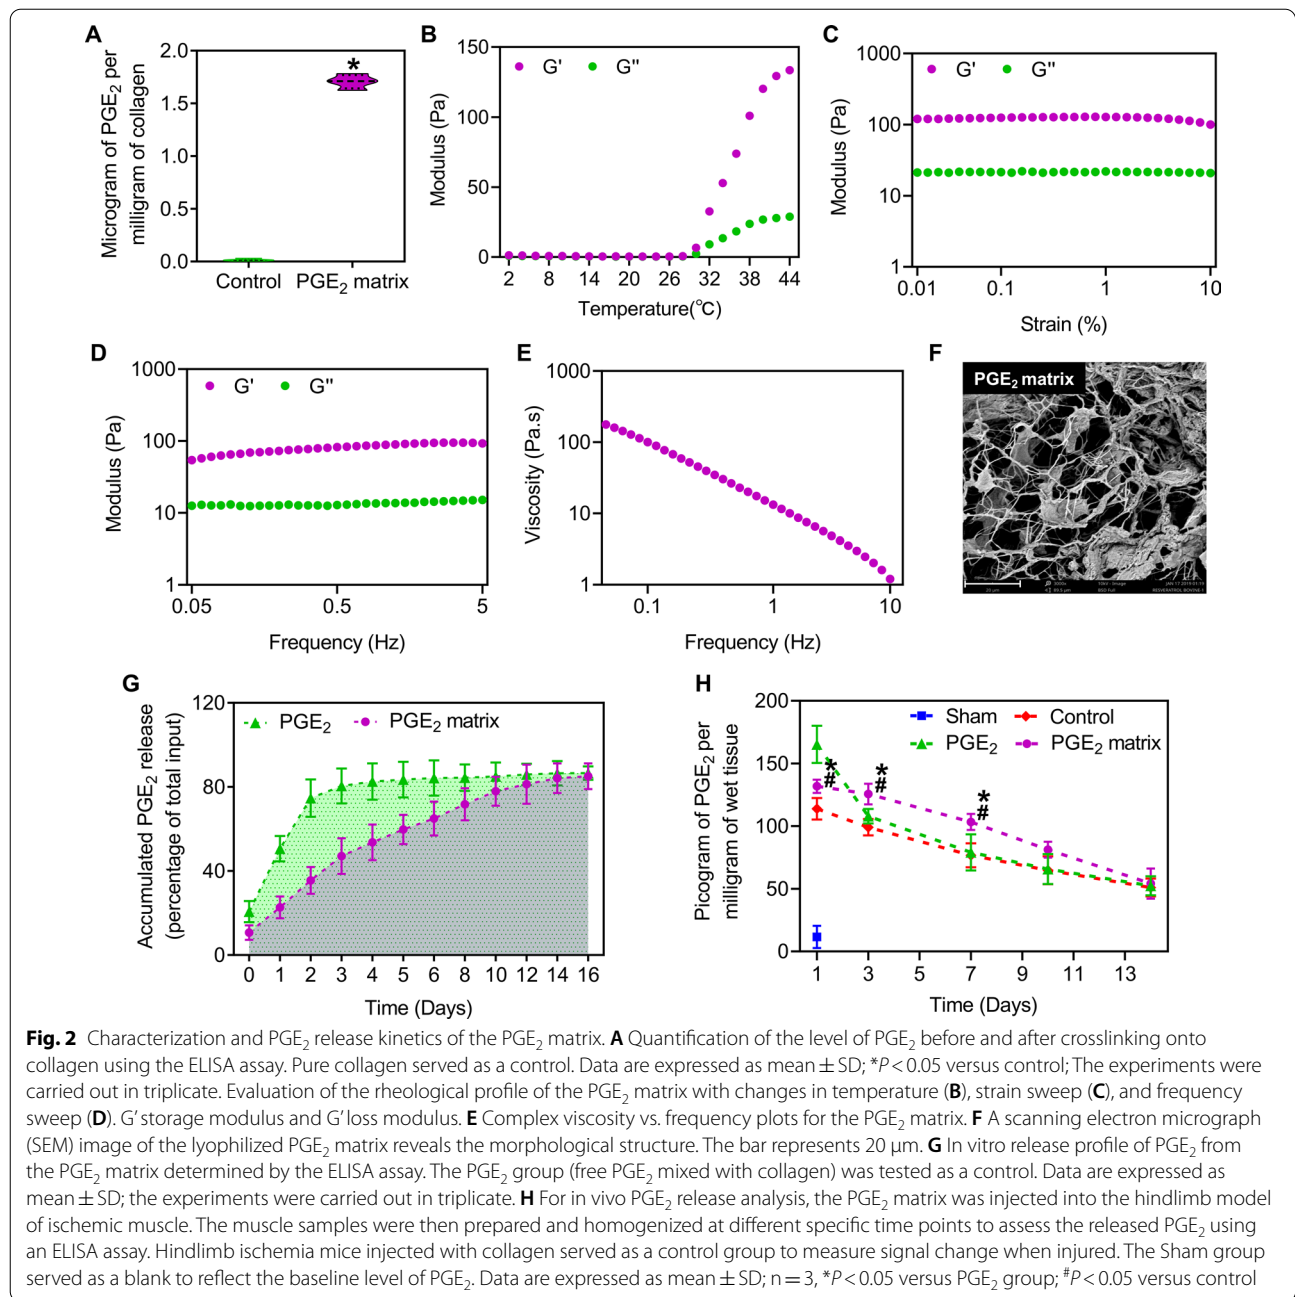 A
Microgram of PGE₂ per
milligram of collagen
2.0
1.5
1.0
0.5
0.0
*
Control PGE₂ matrix
B
Modulus (Pa)
150
100
50
0
G' G"
2 8 14 20 26 32 38 44
Temperature(℃)
C
Modulus (Pa)
1000
100
10
1
G' G"
0.01 0.1 1 10
Strain (%)
D
Modulus (Pa)
1000
100
10
1
G' G"
0.05 0.5 5
Frequency (Hz)
E
Viscosity (Pa.s)
1000
100
10
1
0.1 1 10
Frequency (Hz)
F
PGE₂ matrix
20 µm
JAN 17 2019 01:19
RESVERATROL BOVINE-1
G
Accumulated PGE₂ release
(percentage of total input)
120
80
40
0
PGE₂ PGE₂ matrix
0 1 2 3 4 5 6 8 10 12 14 16
Time (Days)
H
Picogram of PGE₂ per
milligram of wet tissue
200
150
100
50
0
Sham Control
PGE₂ PGE₂ matrix
* * *
# # #
1 3 5 7 9 11 13
Time (Days)
Fig. 2 Characterization and PGE₂ release kinetics of the PGE₂ matrix. A Quantification of the level of PGE₂ before and after crosslinking onto
collagen using the ELISA assay. Pure collagen served as a control. Data are expressed as mean ± SD; *P < 0.05 versus control; The experiments were
carried out in triplicate. Evaluation of the rheological profile of the PGE₂ matrix with changes in temperature (B), strain sweep (C), and frequency
sweep (D). G' storage modulus and G' loss modulus. E Complex viscosity vs. frequency plots for the PGE₂ matrix. F A scanning electron micrograph
(SEM) image of the lyophilized PGE₂ matrix reveals the morphological structure. The bar represents 20 μm. G In vitro release profile of PGE₂ from
the PGE₂ matrix determined by the ELISA assay. The PGE₂ group (free PGE₂ mixed with collagen) was tested as a control. Data are expressed as
mean ± SD; the experiments were carried out in triplicate. H For in vivo PGE₂ release analysis, the PGE₂ matrix was injected into the hindlimb model
of ischemic muscle. The muscle samples were then prepared and homogenized at different specific time points to assess the released PGE₂ using
an ELISA assay. Hindlimb ischemia mice injected with collagen served as a control group to measure signal change when injured. The Sham group
served as a blank to reflect the baseline level of PGE₂. Data are expressed as mean ± SD; n = 3, *P < 0.05 versus PGE₂ group; #P < 0.05 versus control